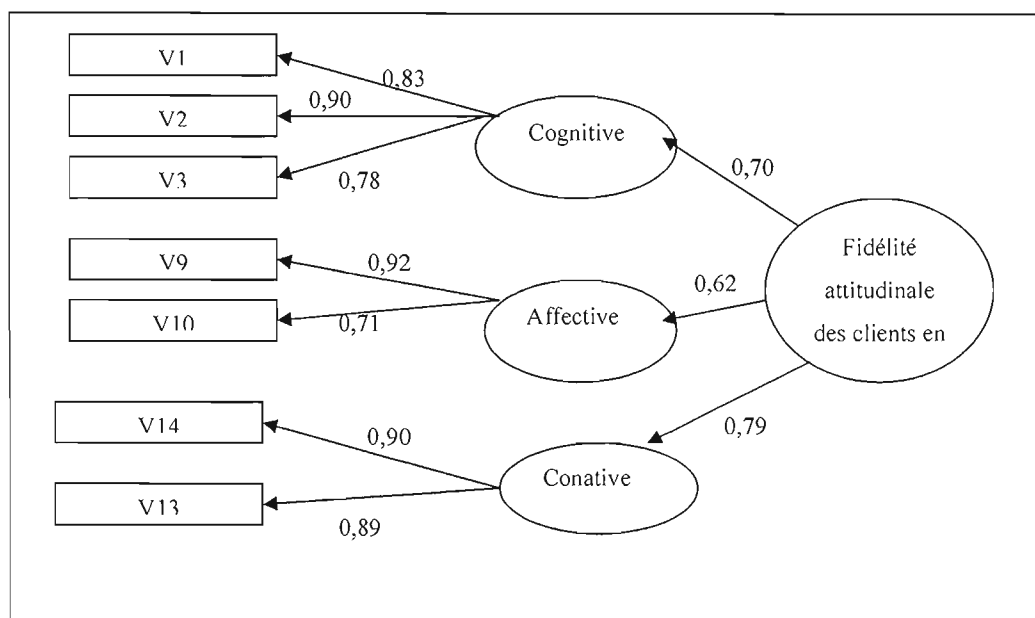 V1
0,83
0,90
V2
Cognitive
V3
0,78
0,70
V9
0,92
Fidélité
attitudinale
des clients en
0,62
V10
0,71
Affective
V14
0,90
0,79
Conative
V13
0,89